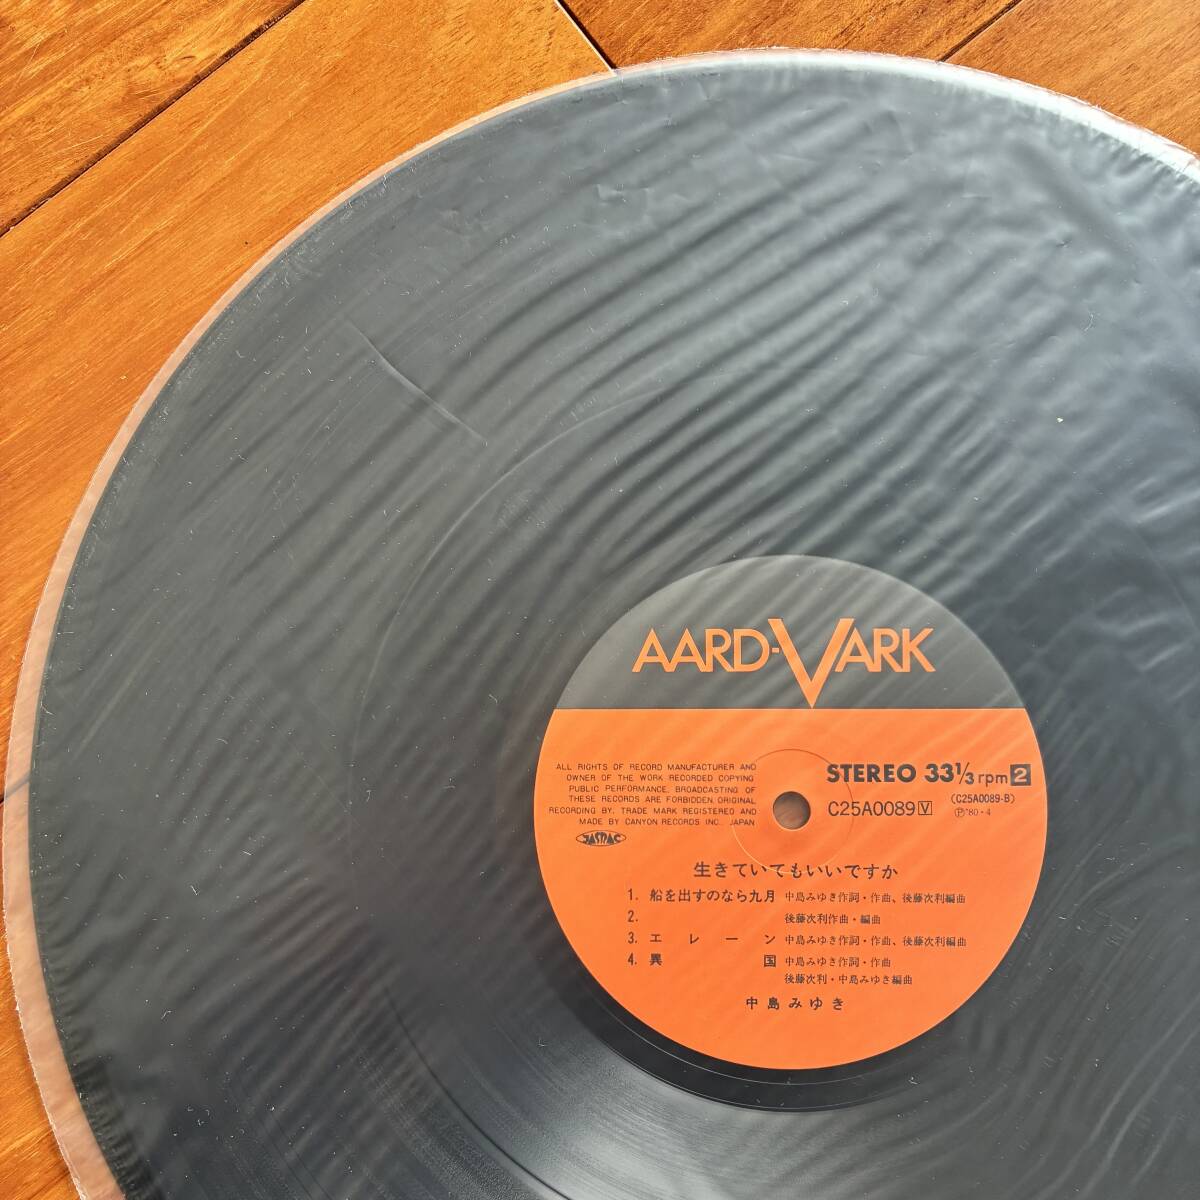 AARD-VARK
ALL RIGHTS OF RECORD MANUFACTURER AND
OWNER OF THE WORK RECORDED COPYING
PUBLIC PERFORMANCE, BROADCASTING OF
THESE RECORDS ARE FORBIDDEN. ORIGINAL
RECORDING BY, TRADE MARK REGISTERED AND
MADE BY CANYON RECORDS INC., JAPAN
JASRAC
STEREO 33⅓rpm 2
C25A0089 V (C25A0089-B)
Ⓟ'80・4
生きていてもいいですか
1. 船を出すのなら九月 中島みゆき作詞・作曲、後藤次利編曲
2. 後藤次利作曲・編曲
3. エレーン 中島みゆき作詞・作曲、後藤次利編曲
4. 異国 中島みゆき作詞・作曲
後藤次利・中島みゆき編曲
中島みゆき